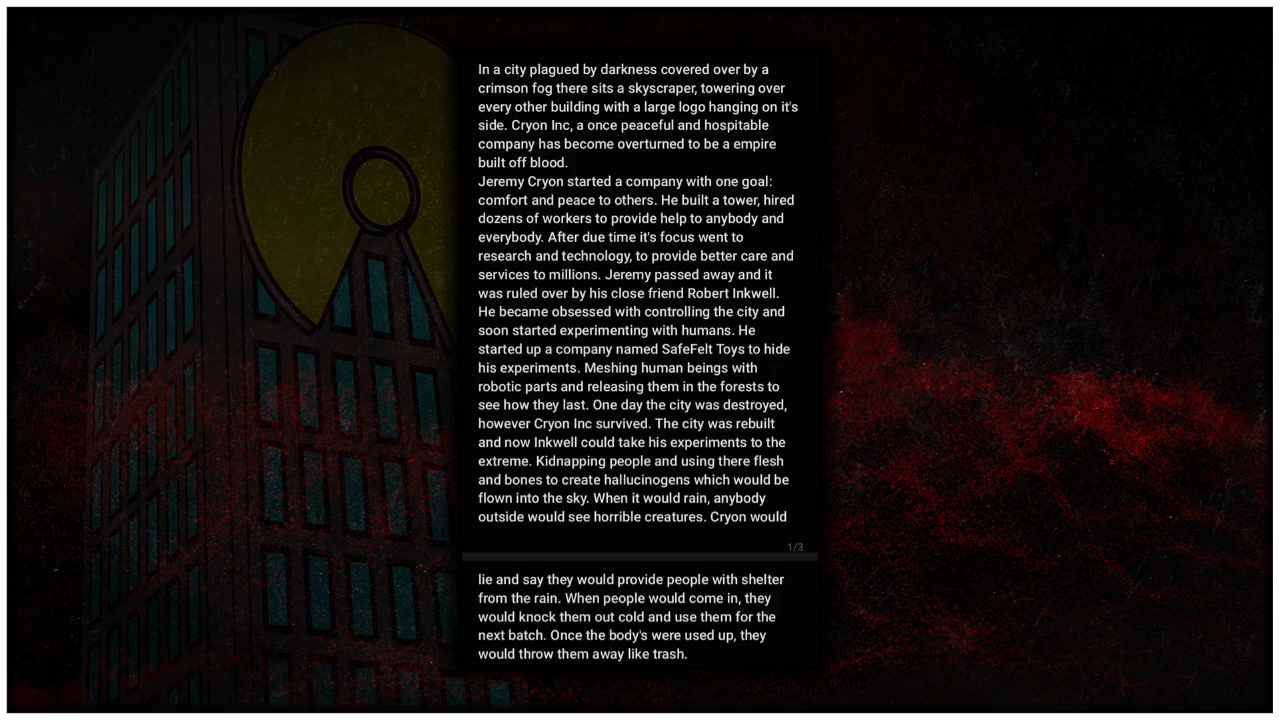 In a city plagued by darkness covered over by a
crimson fog there sits a skyscraper, towering over
every other building with a large logo hanging on it's
side. Cryon Inc, a once peaceful and hospitable
company has become overturned to be a empire
built off blood.
Jeremy Cryon started a company with one goal:
comfort and peace to others. He built a tower, hired
dozens of workers to provide help to anybody and
everybody. After due time it's focus went to
research and technology, to provide better care and
services to millions. Jeremy passed away and it
was ruled over by his close friend Robert Inkwell.
He became obsessed with controlling the city and
soon started experimenting with humans. He
started up a company named SafeFelt Toys to hide
his experiments. Meshing human beings with
robotic parts and releasing them in the forests to
see how they last. One day the city was destroyed,
however Cryon Inc survived. The city was rebuilt
and now Inkwell could take his experiments to the
extreme. Kidnapping people and using there flesh
and bones to create hallucinogens which would be
flown into the sky. When it would rain, anybody
outside would see horrible creatures. Cryon would
1/3
lie and say they would provide people with shelter
from the rain. When people would come in, they
would knock them out cold and use them for the
next batch. Once the body's were used up, they
would throw them away like trash.